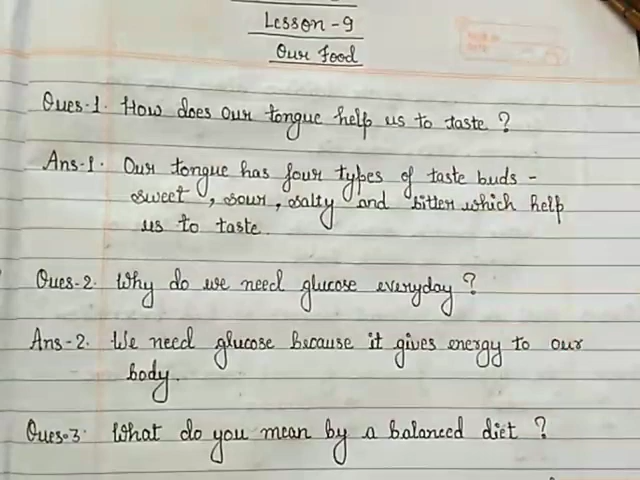 Lesson - 9
Our Food
Ques-1. How does our tongue help us to taste ?
Ans-1. Our tongue has four types of taste buds -
sweet, sour, salty and bitter which help
us to taste.
Ques-2. Why do we need glucose everyday ?
Ans-2. We need glucose because it gives energy to our
body.
Ques.3. What do you mean by a balanced diet ?